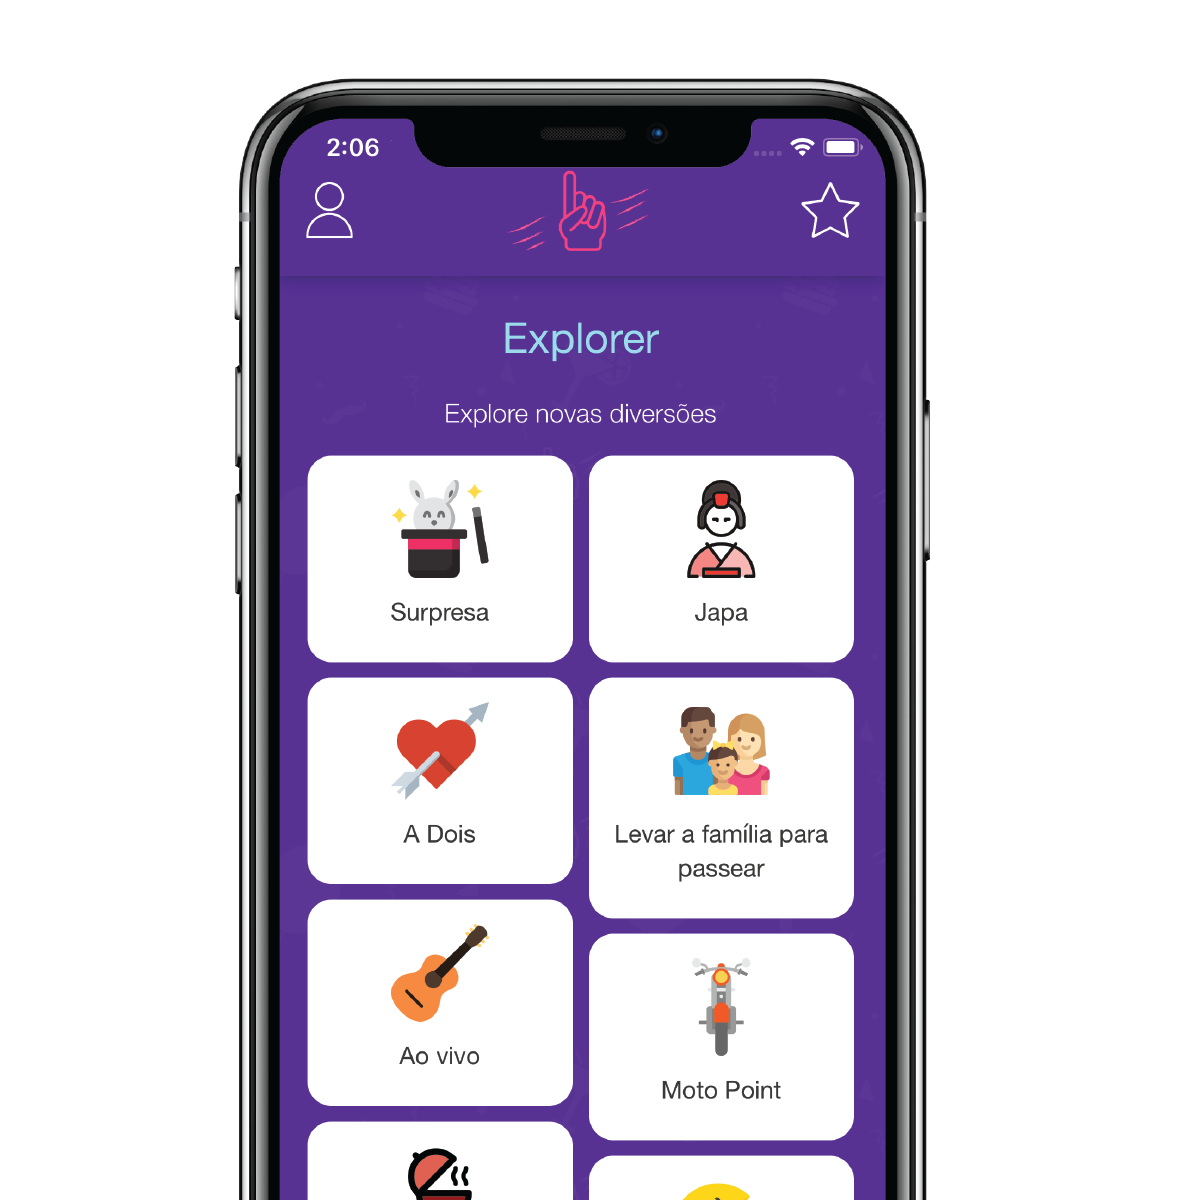 2:06
Explorer
Explore novas diversões
Surpresa
Japa
A Dois
Levar a família para
passear
Ao vivo
Moto Point